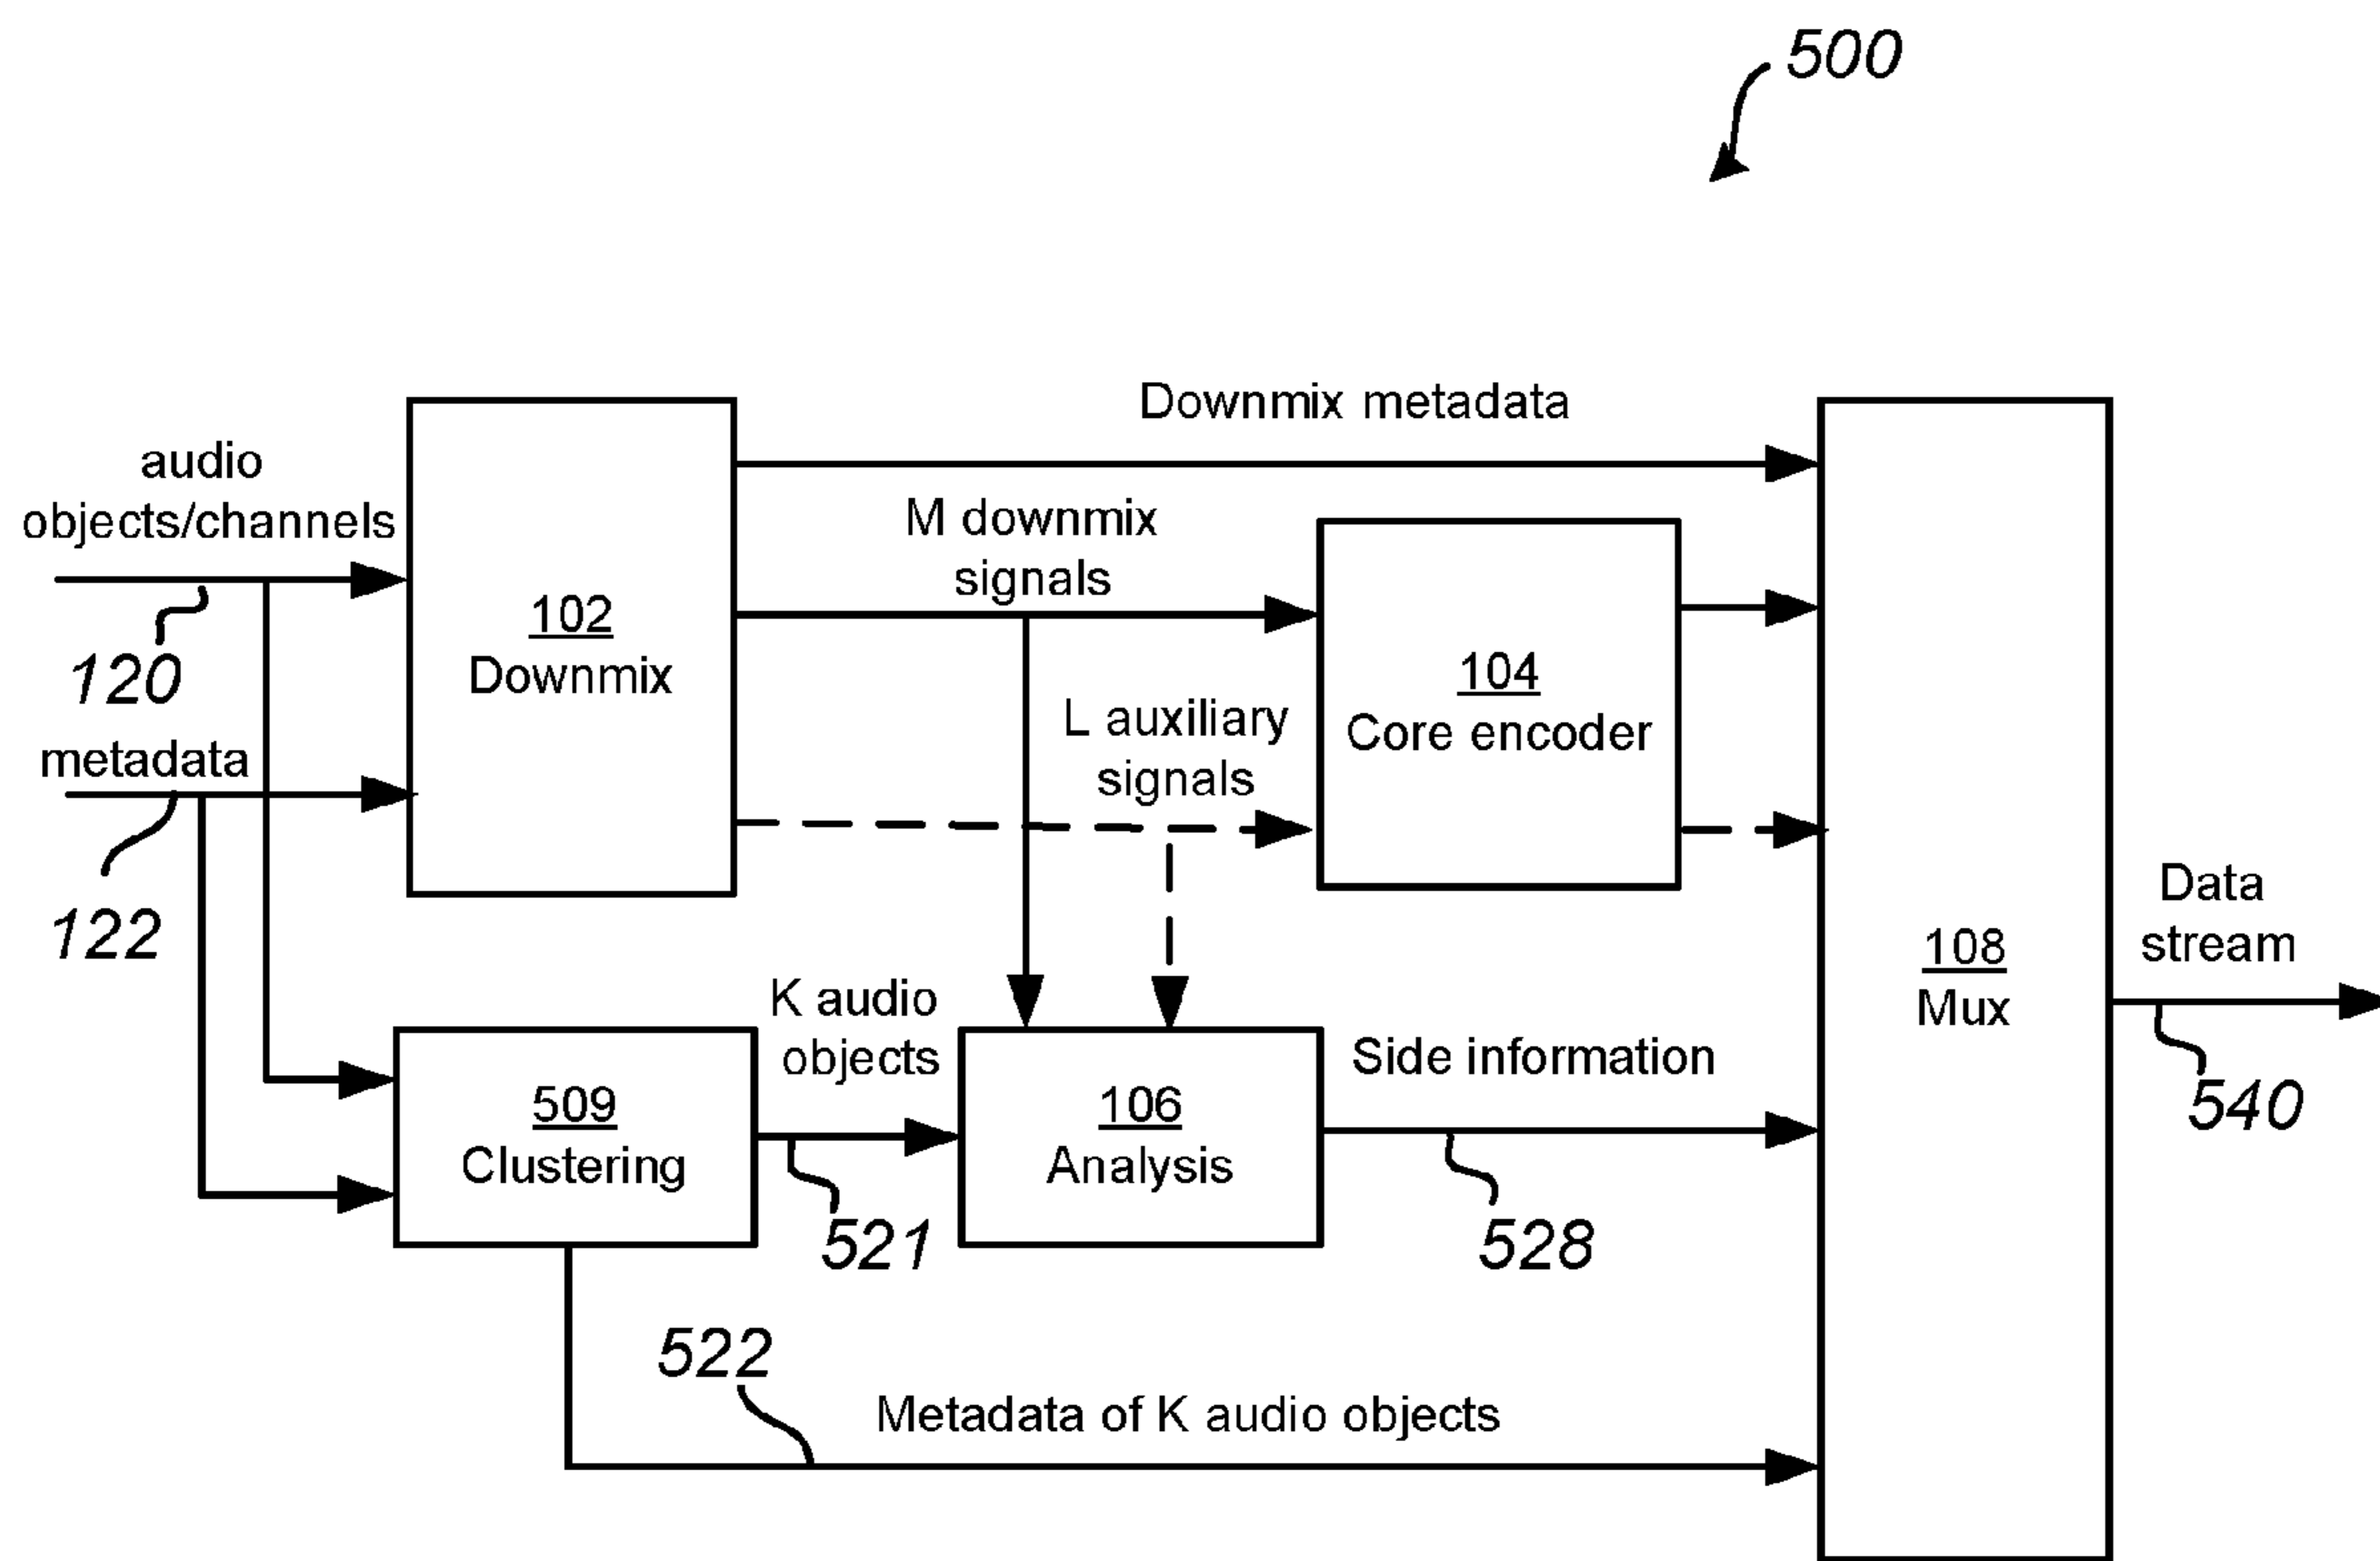 500
Downmix metadata
audio
objects/channels
M downmix
signals
120
102
Downmix
104
Core encoder
L auxiliary
signals
metadata
122
Data
stream
108
Mux
540
K audio
objects
Side information
509
Clustering
106
Analysis
521
528
522
Metadata of K audio objects